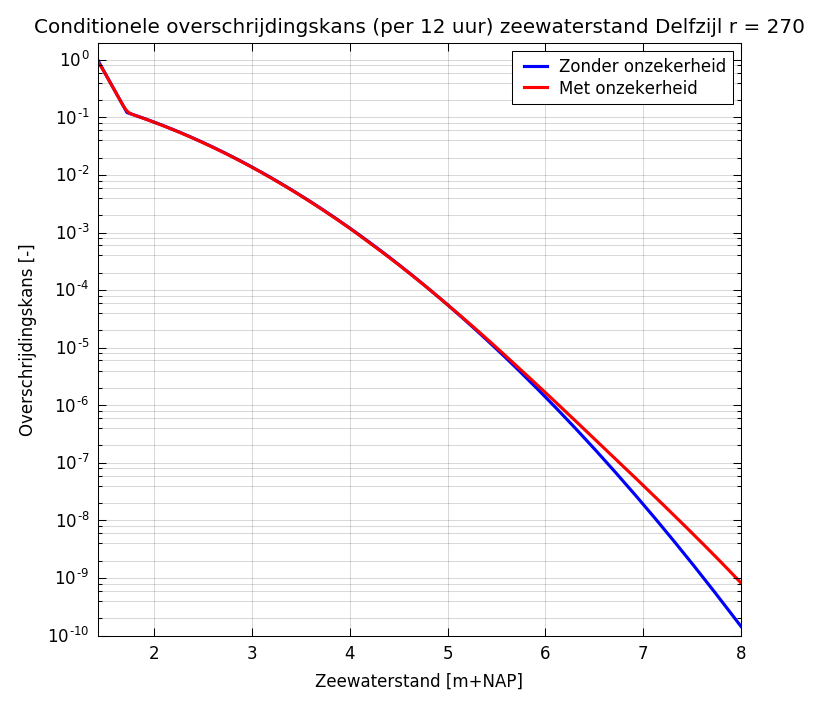 Conditionele overschrijdingskans (per 12 uur) zeewaterstand Delfzijl r = 270
Zonder onzekerheid
Met onzekerheid
10^0
10^-1
10^-2
10^-3
10^-4
10^-5
10^-6
10^-7
10^-8
10^-9
10^-10
Overschrijdingskans [-]
2 3 4 5 6 7 8
Zeewaterstand [m+NAP]